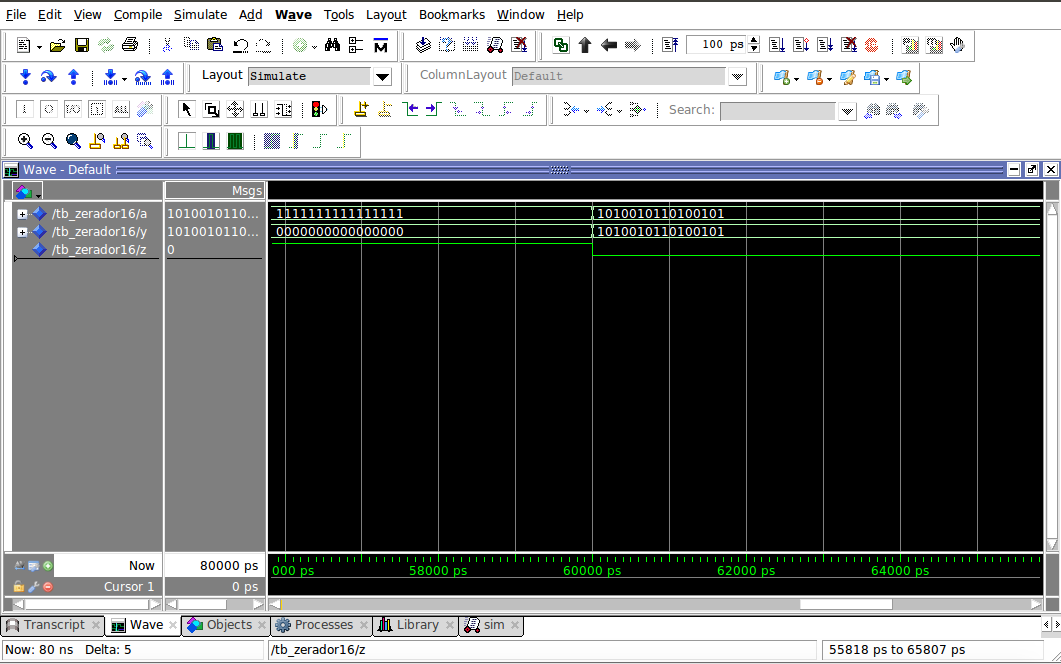 File Edit View Compile Simulate Add Wave Tools Layout Bookmarks Window Help
100 ps
Layout Simulate ColumnLayout Default
Search:
Wave - Default
Msgs
/tb_zerador16/a 1010010110... 1111111111111111 1010010110100101
/tb_zerador16/y 1010010110... 0000000000000000 1010010110100101
/tb_zerador16/z 0
Now 80000 ps 000 ps 58000 ps 60000 ps 62000 ps 64000 ps
Cursor 1 0 ps
Transcript Wave Objects Processes Library sim
Now: 80 ns Delta: 5 /tb_zerador16/z 55818 ps to 65807 ps